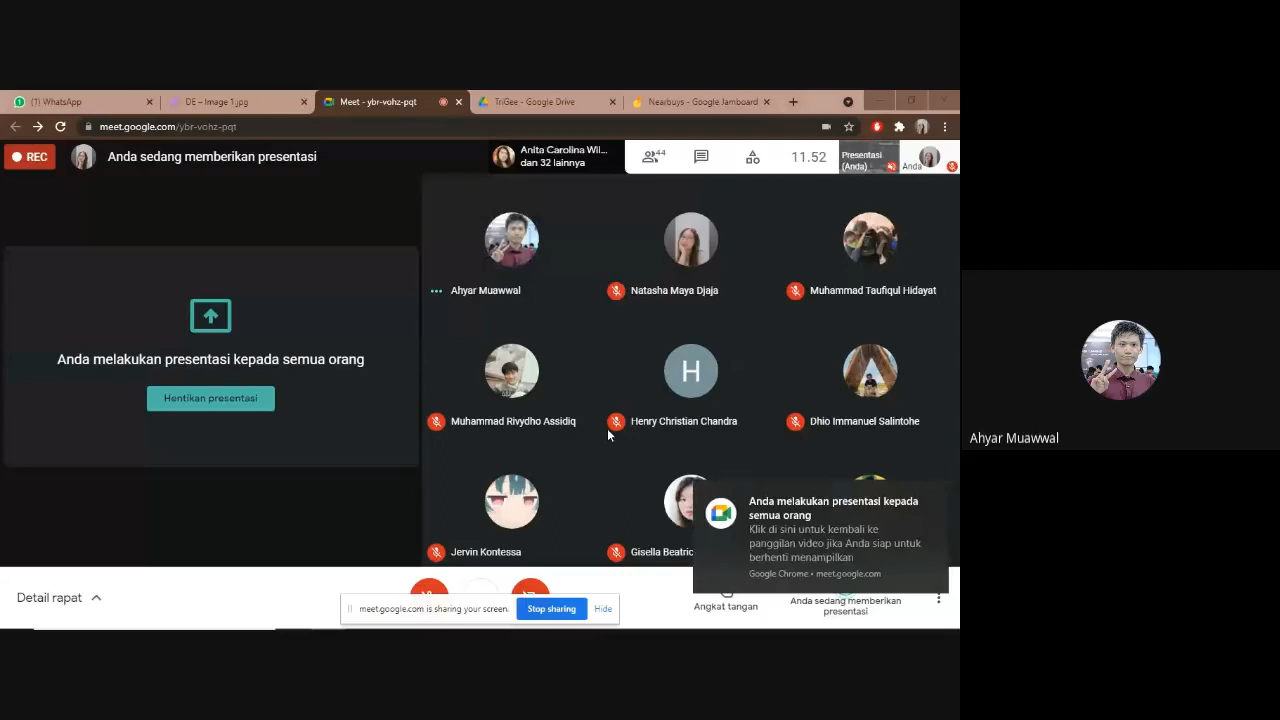 (1) WhatsApp
DE – Image 1.jpg
Meet - ybr-vohz-pqt
TriGee - Google Drive
Nearbuys - Google Jamboard
meet.google.com/ybr-vohz-pqt
REC
Anda sedang memberikan presentasi
Anita Carolina Wil...
dan 32 lainnya
44
11.52
Presentasi
(Anda)
Anda
Anda melakukan presentasi kepada semua orang
Hentikan presentasi
Ahyar Muawwal
Natasha Maya Djaja
Muhammad Taufiqul Hidayat
Muhammad Rivydho Assidiq
H
Henry Christian Chandra
Dhio Immanuel Salintohe
Jervin Kontessa
Gisella Beatric
Anda melakukan presentasi kepada
semua orang
Klik di sini untuk kembali ke
panggilan video jika Anda siap untuk
berhenti menampilkan
Google Chrome • meet.google.com
Detail rapat
meet.google.com is sharing your screen.
Stop sharing
Hide
Angkat tangan
Anda sedang memberikan
presentasi
Ahyar Muawwal